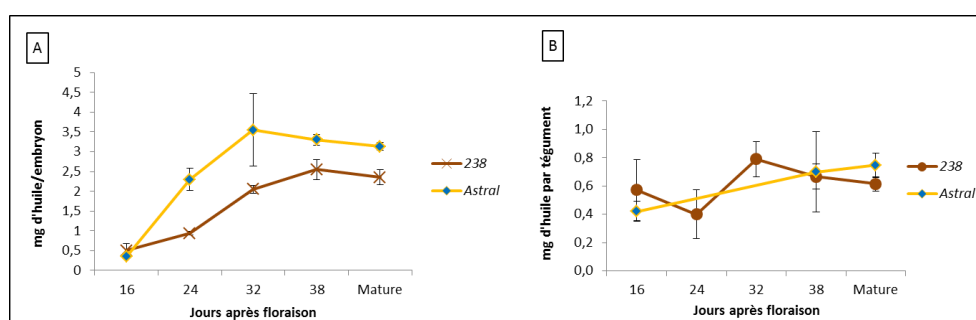 A
mg d'huile/embryon
5
4,5
4
3,5
3
2,5
2
1,5
1
0,5
0
16 24 32 38 Mature
Jours après floraison
238
Astral
B
mg d'huile par tégument
1,2
1,0
0,8
0,6
0,4
0,2
0,0
16 24 32 38 Mature
Jours après floraison
238
Astral